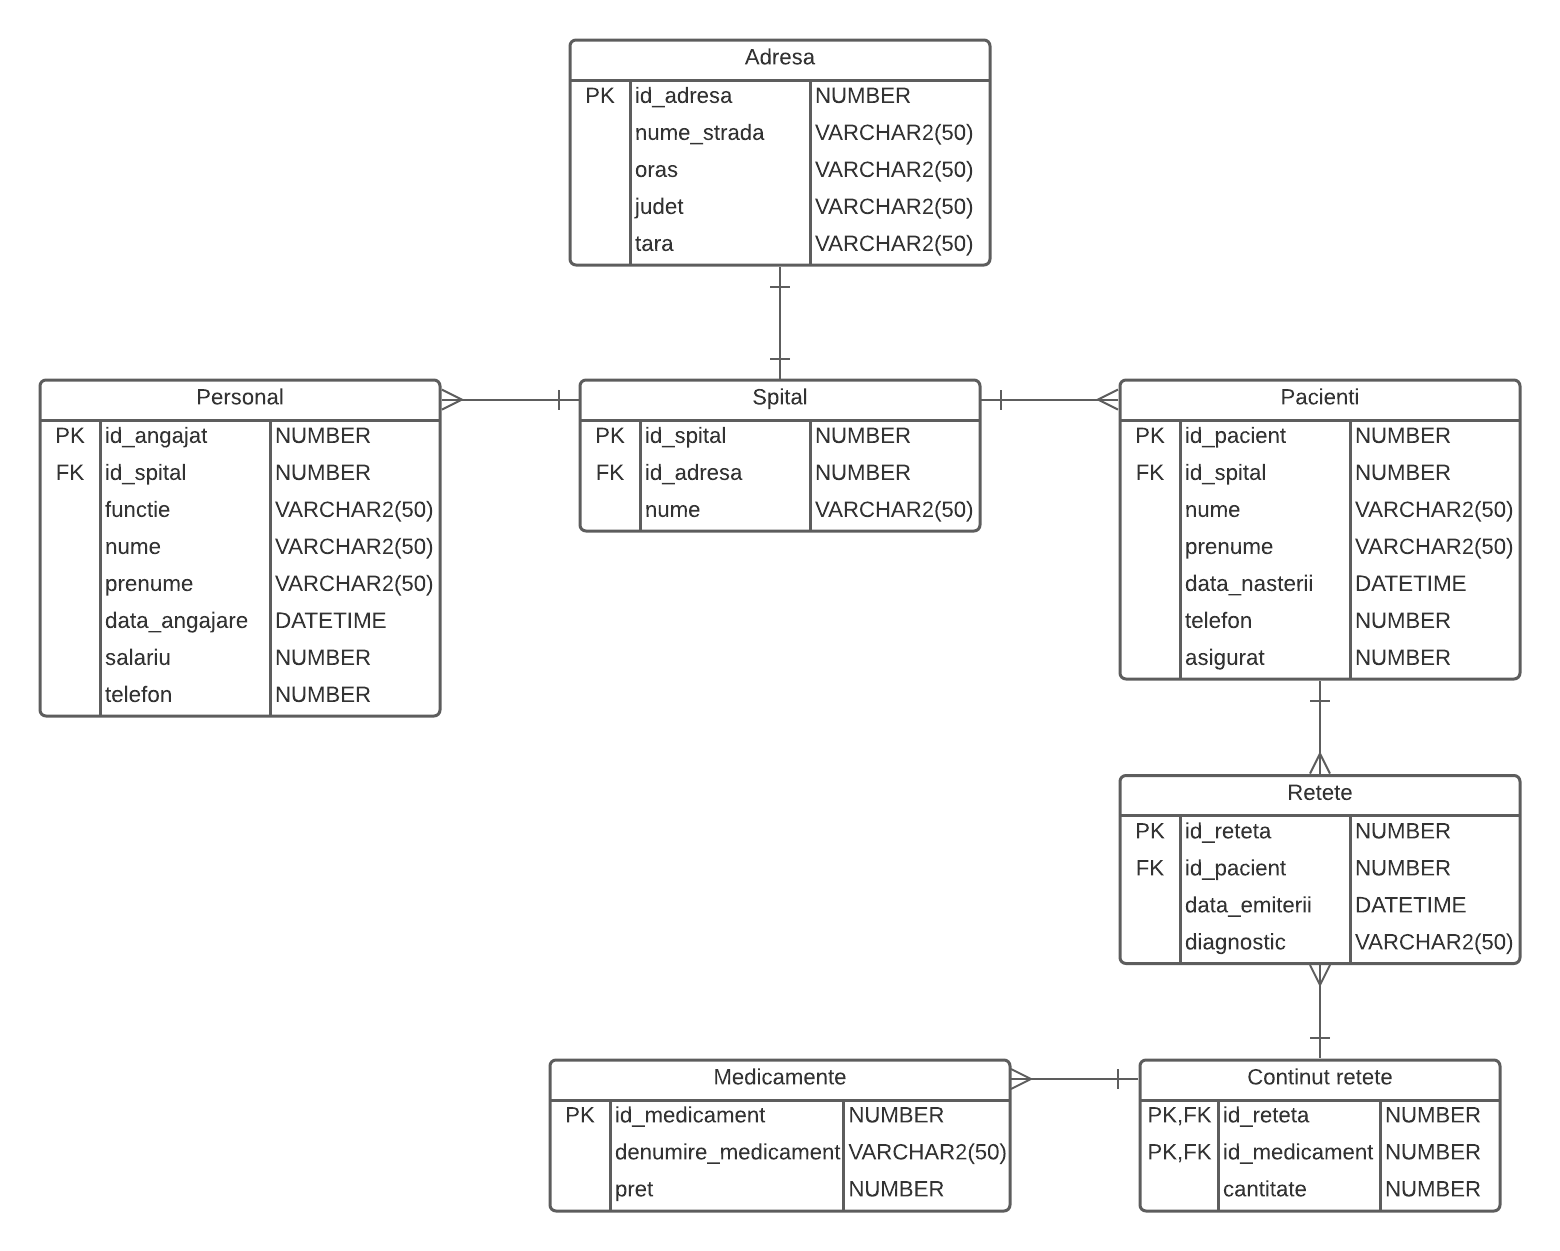 Adresa
PK id_adresa NUMBER
nume_strada VARCHAR2(50)
oras VARCHAR2(50)
judet VARCHAR2(50)
tara VARCHAR2(50)
Personal
PK id_angajat NUMBER
FK id_spital NUMBER
functie VARCHAR2(50)
nume VARCHAR2(50)
prenume VARCHAR2(50)
data_angajare DATETIME
salariu NUMBER
telefon NUMBER
Spital
PK id_spital NUMBER
FK id_adresa NUMBER
nume VARCHAR2(50)
Pacienti
PK id_pacient NUMBER
FK id_spital NUMBER
nume VARCHAR2(50)
prenume VARCHAR2(50)
data_nasterii DATETIME
telefon NUMBER
asigurat NUMBER
Retete
PK id_reteta NUMBER
FK id_pacient NUMBER
data_emiterii DATETIME
diagnostic VARCHAR2(50)
Medicamente
PK id_medicament NUMBER
denumire_medicament VARCHAR2(50)
pret NUMBER
Continut retete
PK,FK id_reteta NUMBER
PK,FK id_medicament NUMBER
cantitate NUMBER